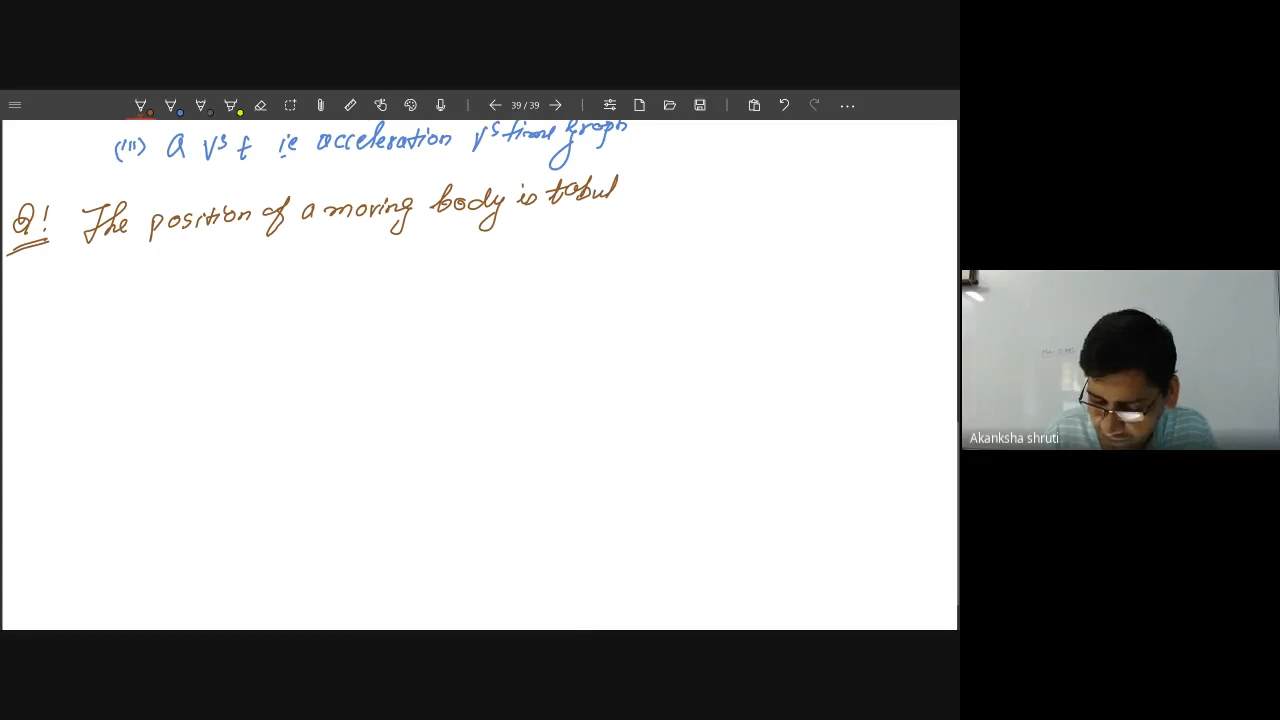 39 / 39
(iii) a vs t ie acceleration vs time graph
Q! The position of a moving body is tabul
Akanksha shruti